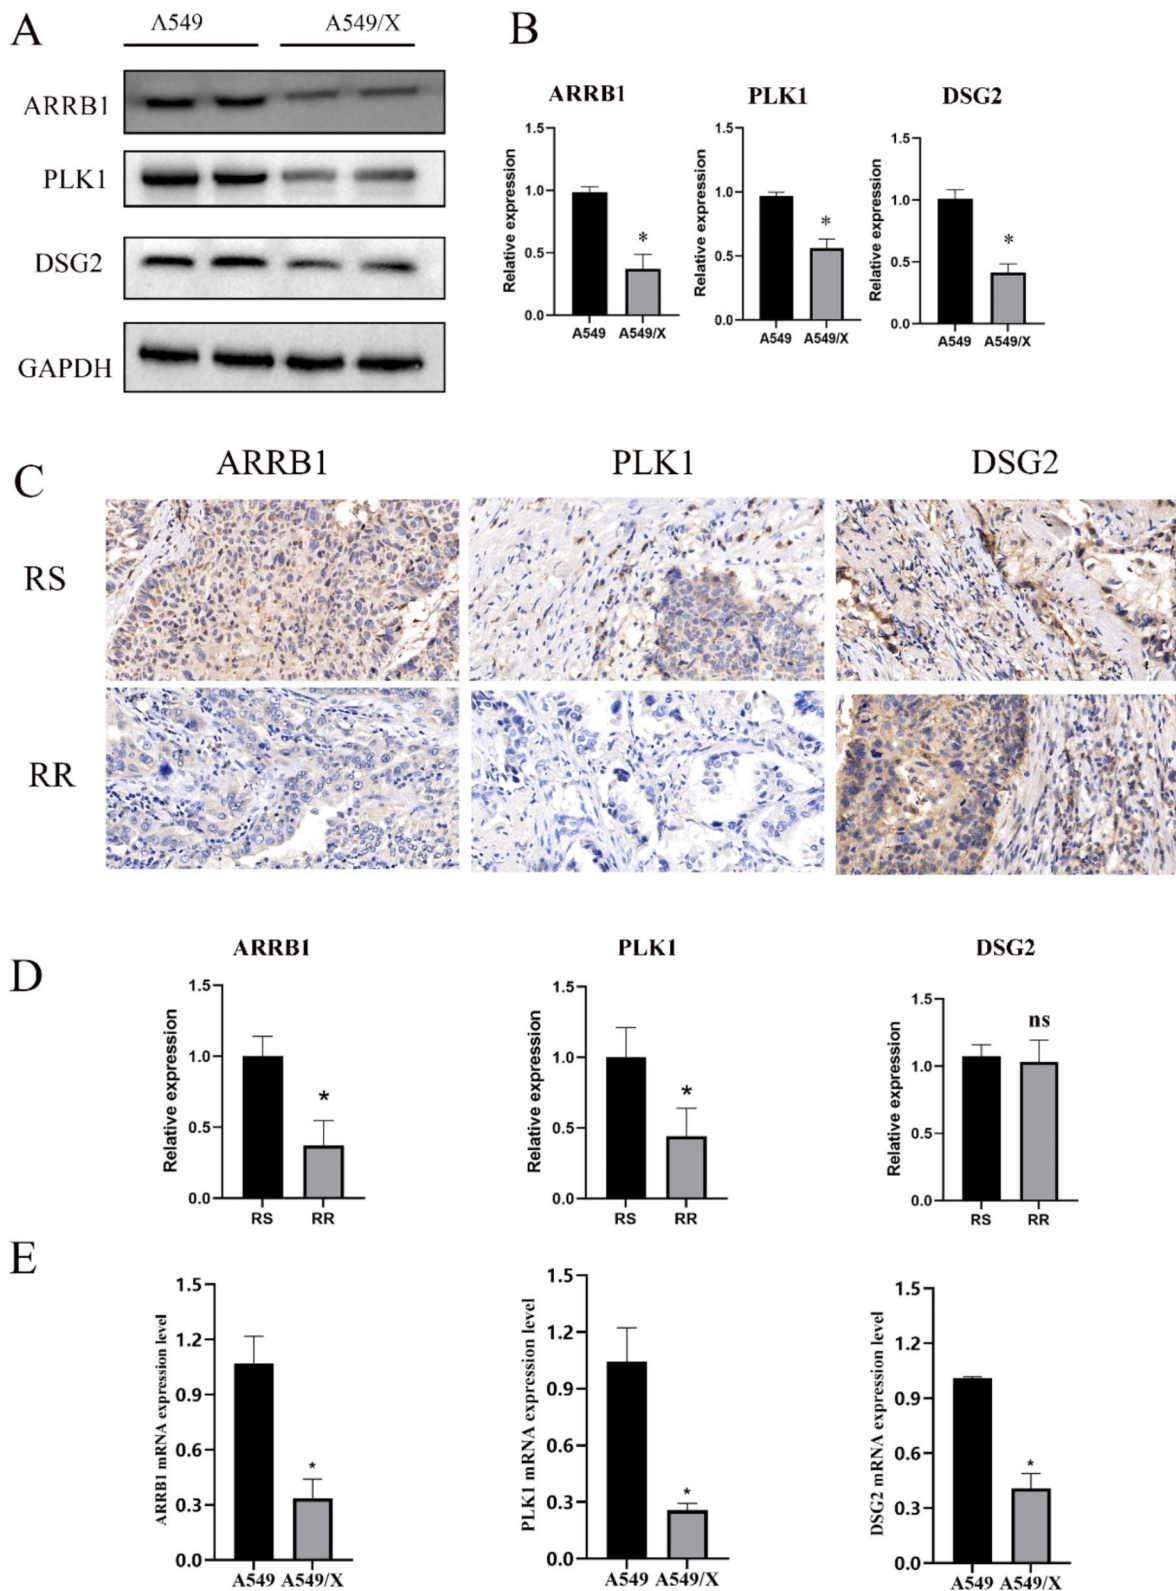 A
A549 A549/X
ARRB1
PLK1
DSG2
GAPDH
B
ARRB1 PLK1 DSG2
Relative expression
1.5
1.0
0.5
0.0
*
A549 A549/X
Relative expression
1.5
1.0
0.5
0.0
*
A549 A549/X
Relative expression
1.5
1.0
0.5
0.0
*
A549 A549/X
C
ARRB1 PLK1 DSG2
RS
RR
D
ARRB1 PLK1 DSG2
Relative expression
1.5
1.0
0.5
0.0
*
RS RR
Relative expression
1.5
1.0
0.5
0.0
*
RS RR
Relative expression
1.5
1.0
0.5
0.0
ns
RS RR
E
ARRB1 mRNA expression level
1.5
1.2
0.9
0.6
0.3
0.0
*
A549 A549/X
PLK1 mRNA expression level
1.5
1.2
0.9
0.6
0.3
0.0
*
A549 A549/X
DSG2 mRNA expression level
1.5
1.2
0.9
0.6
0.3
0.0
*
A549 A549/X